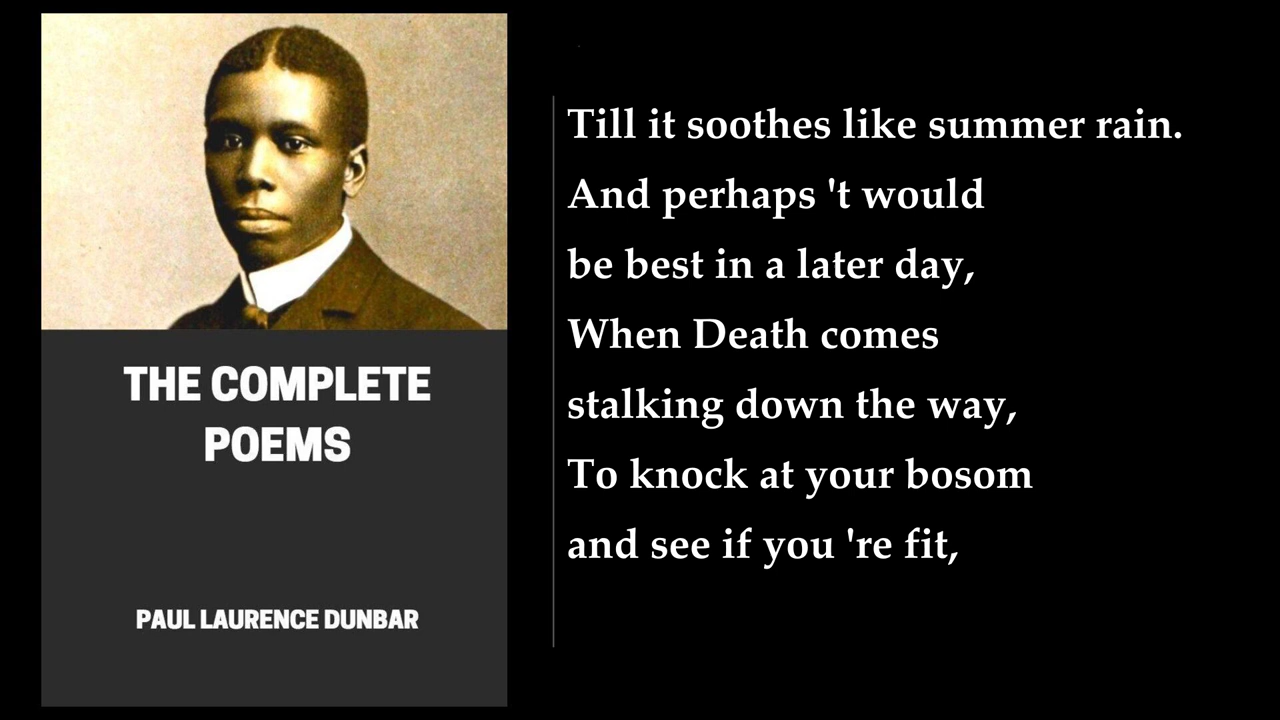 THE COMPLETE
POEMS
PAUL LAURENCE DUNBAR
Till it soothes like summer rain.
And perhaps 't would
be best in a later day,
When Death comes
stalking down the way,
To knock at your bosom
and see if you 're fit,